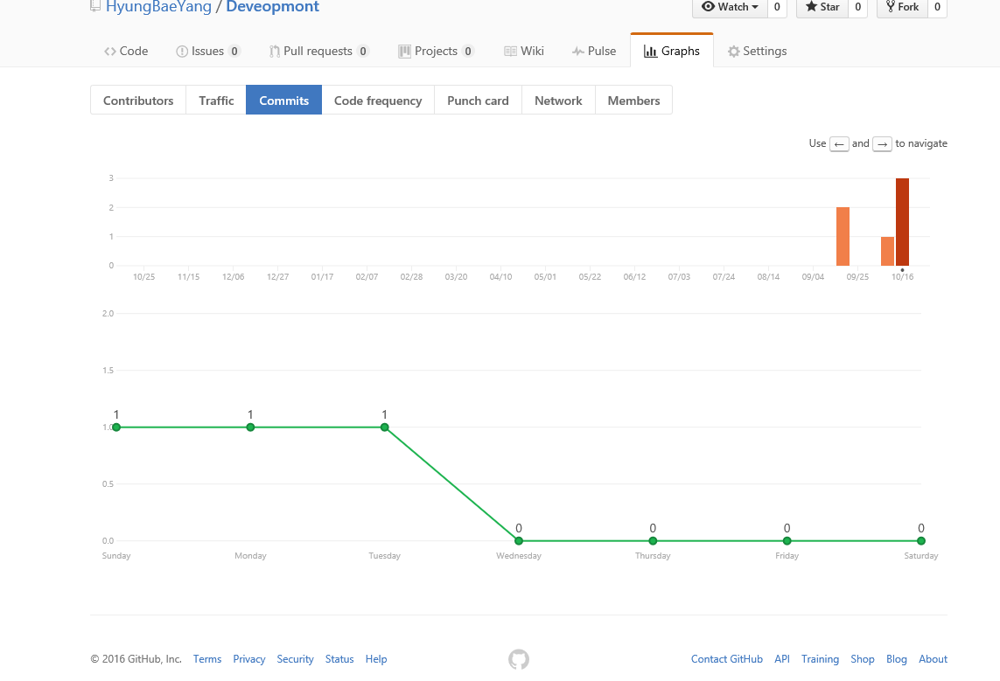 HyungBaeYang / Deveopmont Watch 0 Star 0 Fork 0
Code Issues 0 Pull requests 0 Projects 0 Wiki Pulse Graphs Settings
Contributors Traffic Commits Code frequency Punch card Network Members
Use ← and → to navigate
3
2
1
0
10/25 11/15 12/06 12/27 01/17 02/07 02/28 03/20 04/10 05/01 05/22 06/12 07/03 07/24 08/14 09/04 09/25 10/16
2.0
1.5
1 1 1
1.0
0.5
0 0 0 0
0.0
Sunday Monday Tuesday Wednesday Thursday Friday Saturday
© 2016 GitHub, Inc. Terms Privacy Security Status Help Contact GitHub API Training Shop Blog About